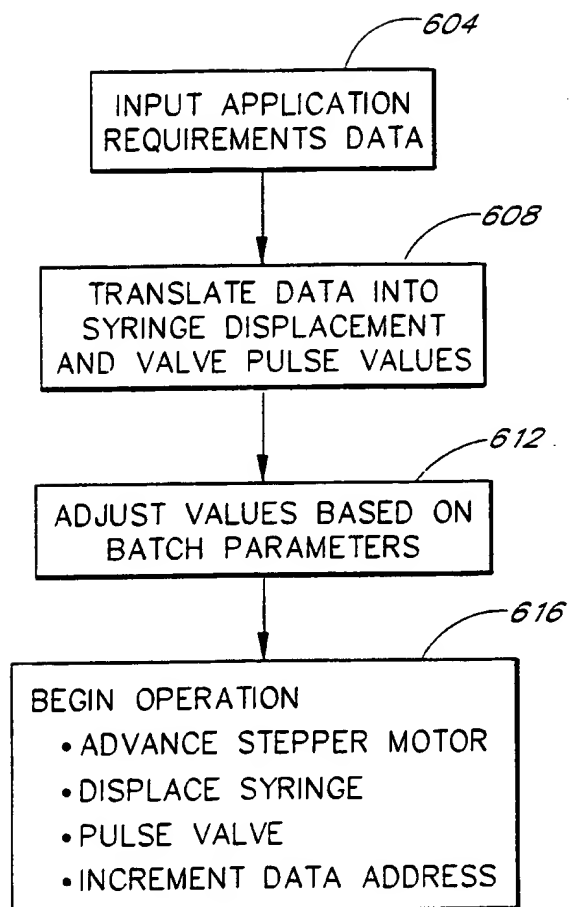 604
INPUT APPLICATION
REQUIREMENTS DATA
608
TRANSLATE DATA INTO
SYRINGE DISPLACEMENT
AND VALVE PULSE VALUES
612
ADJUST VALUES BASED ON
BATCH PARAMETERS
616
BEGIN OPERATION
• ADVANCE STEPPER MOTOR
• DISPLACE SYRINGE
• PULSE VALVE
• INCREMENT DATA ADDRESS